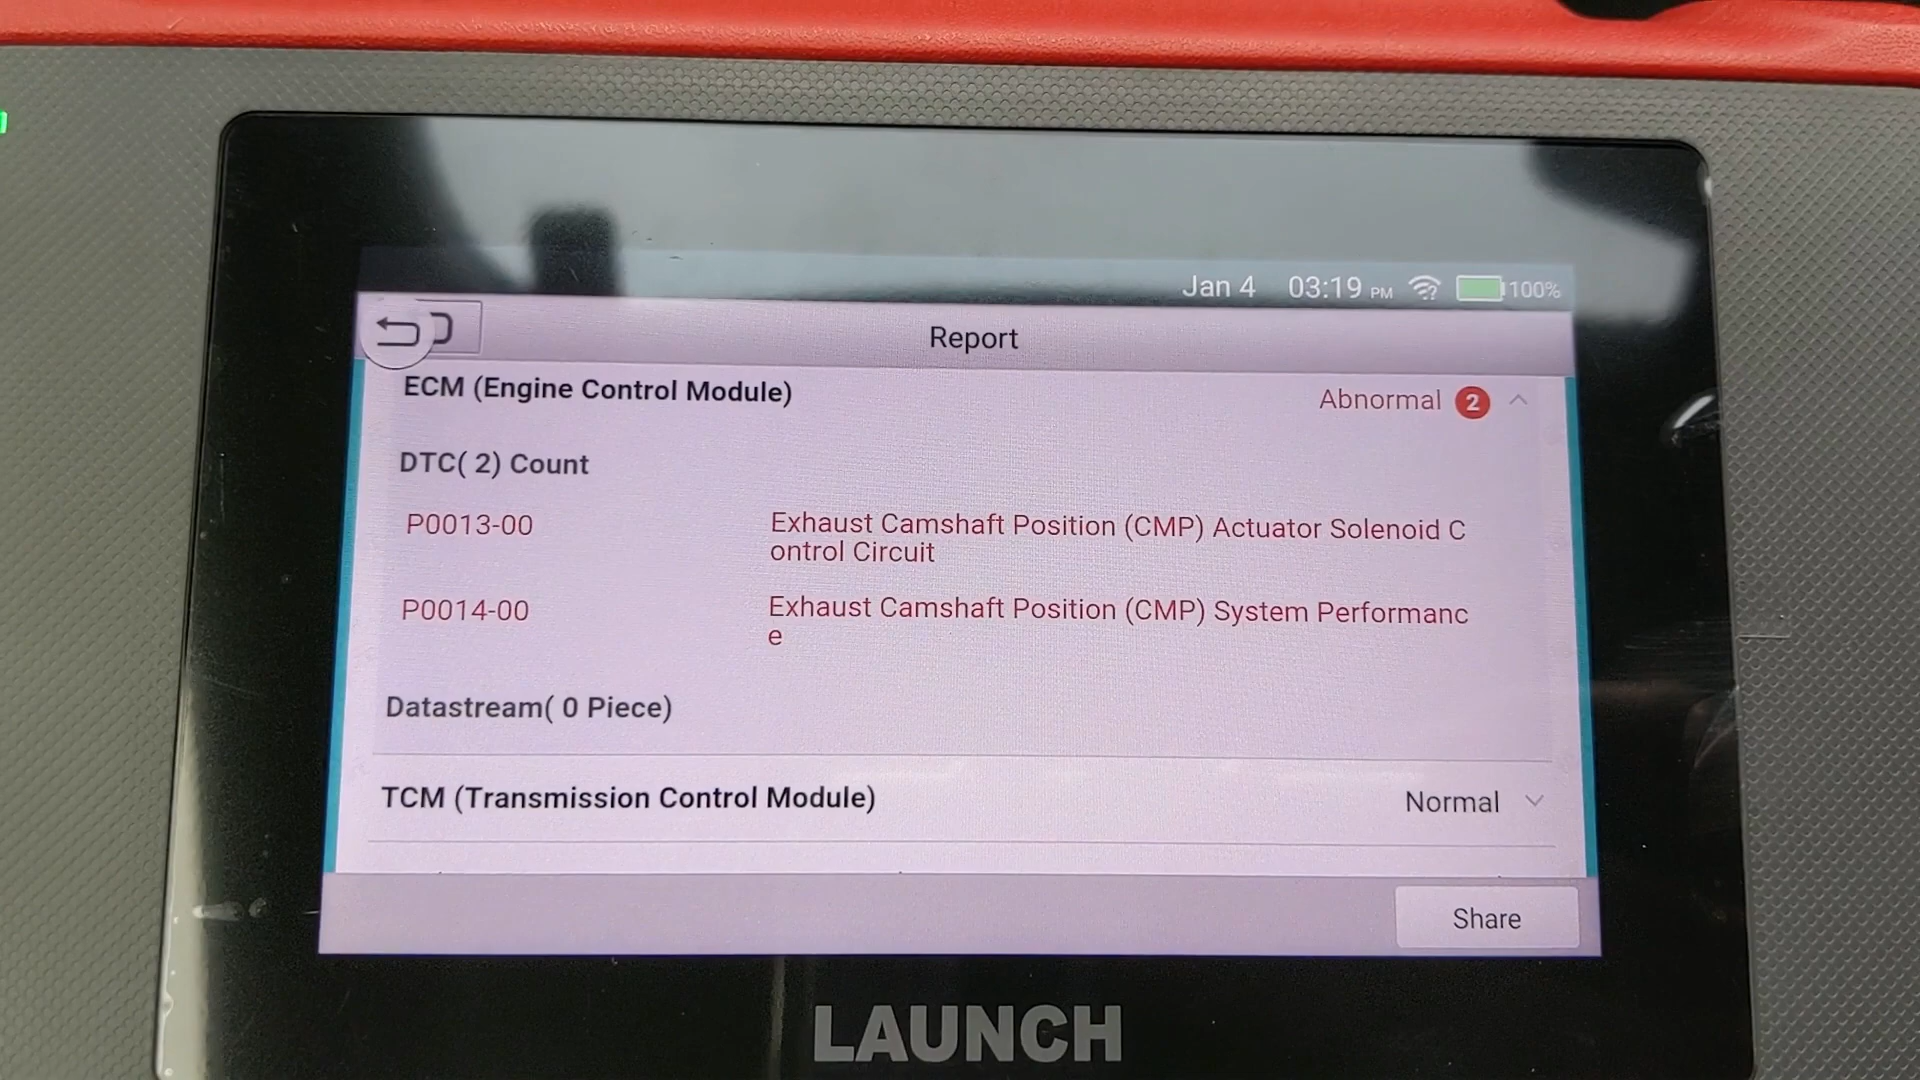 Jan 4 03:19 PM 100%
Report
ECM (Engine Control Module) Abnormal 2
DTC( 2) Count
P0013-00 Exhaust Camshaft Position (CMP) Actuator Solenoid C
ontrol Circuit
P0014-00 Exhaust Camshaft Position (CMP) System Performanc
e
Datastream( 0 Piece)
TCM (Transmission Control Module) Normal
Share
LAUNCH